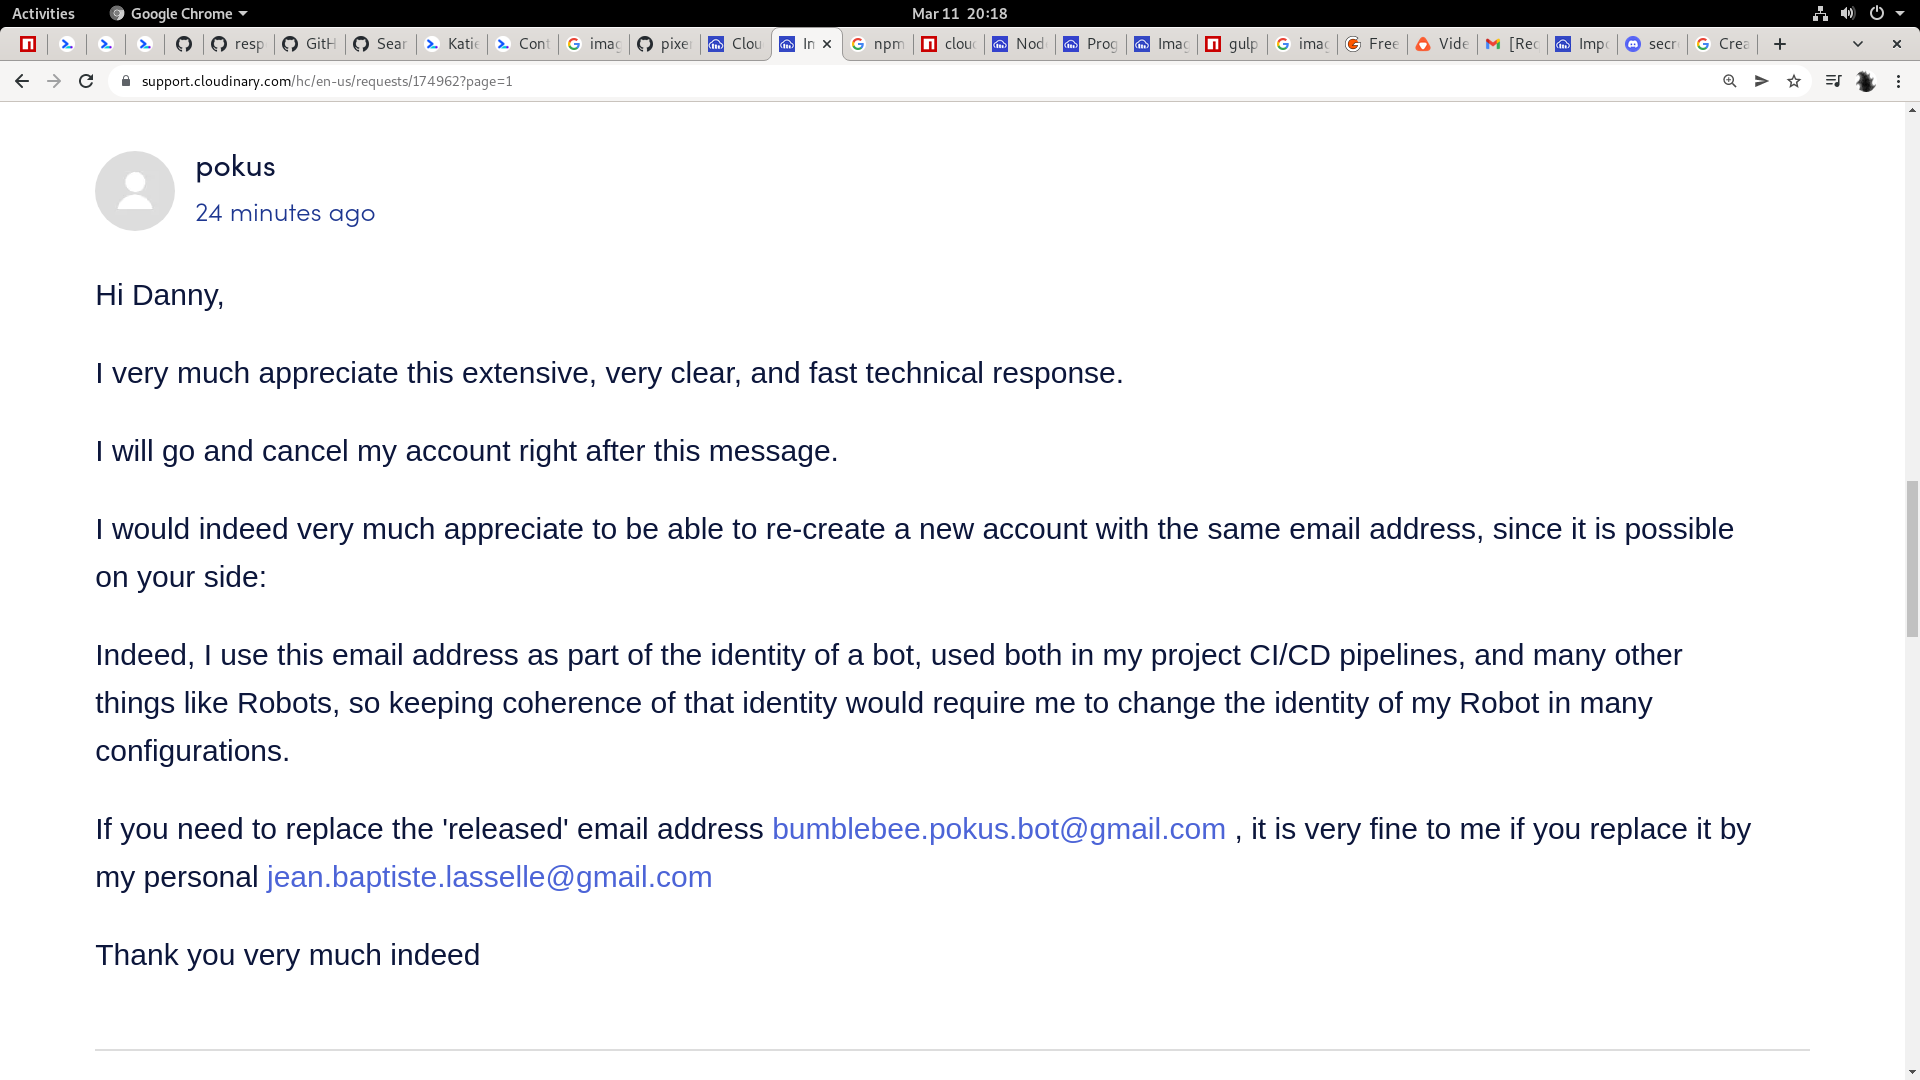 Activities Google Chrome Mar 11 20:18
resp GitH Sear Katie Cont imag pixe Clou In npm clou Nod Prog Imag gulp imag Free Vide [Rec Impo secr Crea
support.cloudinary.com/hc/en-us/requests/174962?page=1
pokus
24 minutes ago
Hi Danny,
I very much appreciate this extensive, very clear, and fast technical response.
I will go and cancel my account right after this message.
I would indeed very much appreciate to be able to re-create a new account with the same email address, since it is possible
on your side:
Indeed, I use this email address as part of the identity of a bot, used both in my project CI/CD pipelines, and many other
things like Robots, so keeping coherence of that identity would require me to change the identity of my Robot in many
configurations.
If you need to replace the 'released' email address bumblebee.pokus.bot@gmail.com , it is very fine to me if you replace it by
my personal jean.baptiste.lasselle@gmail.com
Thank you very much indeed